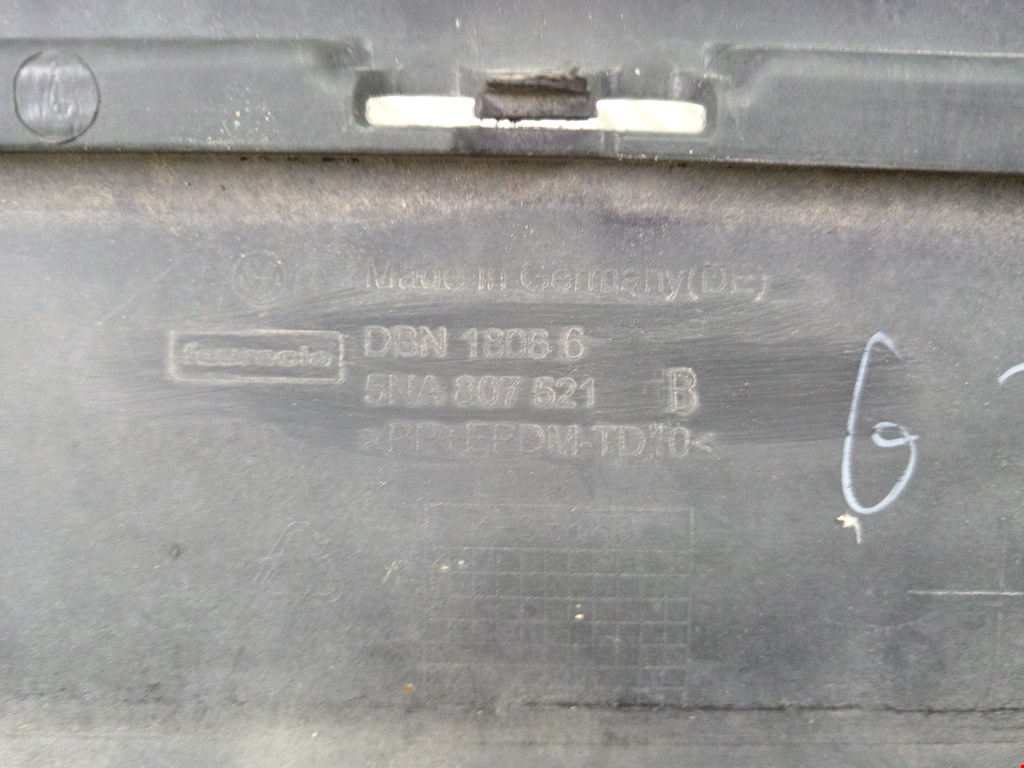 Made in Germany(DE)
faurecia
DBN 1806 6
5NA 807 521 B
>PP+EPDM-TD10<
6